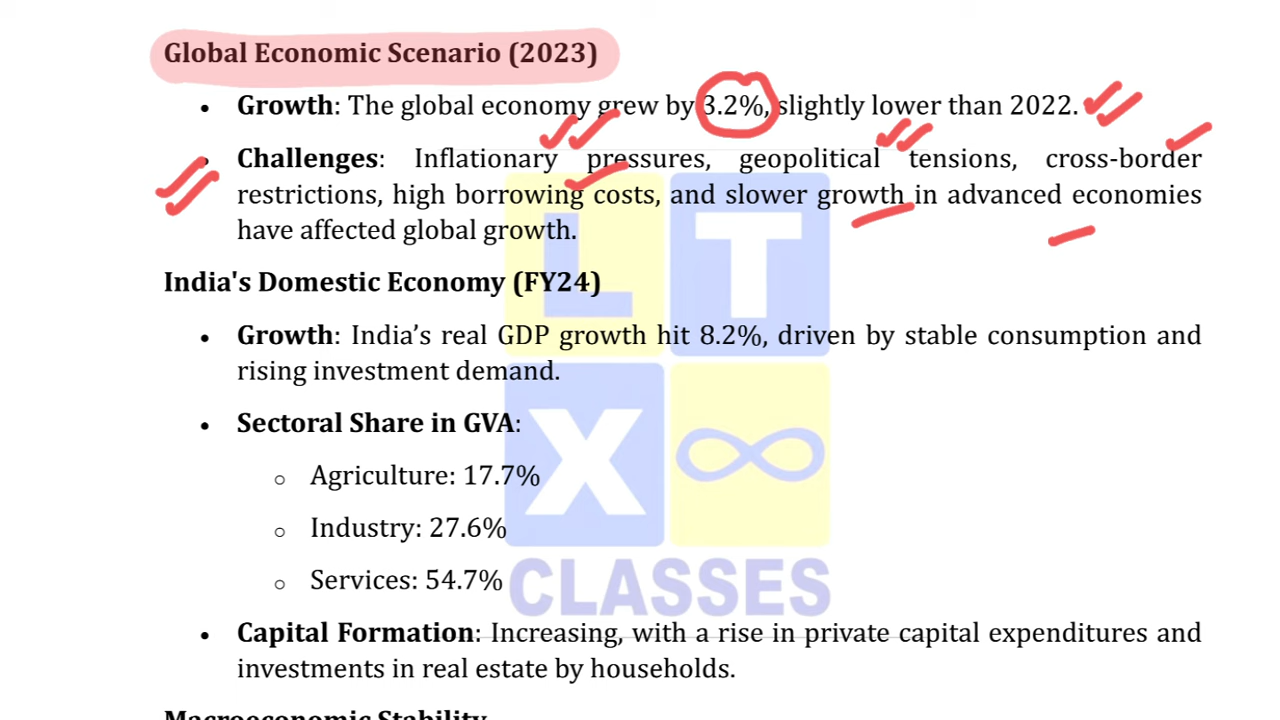 Global Economic Scenario (2023)
• Growth: The global economy grew by 3.2%, slightly lower than 2022.
• Challenges: Inflationary pressures, geopolitical tensions, cross-border
restrictions, high borrowing costs, and slower growth in advanced economies
have affected global growth.
India's Domestic Economy (FY24)
• Growth: India’s real GDP growth hit 8.2%, driven by stable consumption and
rising investment demand.
• Sectoral Share in GVA:
o Agriculture: 17.7%
o Industry: 27.6%
o Services: 54.7%
• Capital Formation: Increasing, with a rise in private capital expenditures and
investments in real estate by households.
Macroeconomic Stability
L T
X ∞
CLASSES